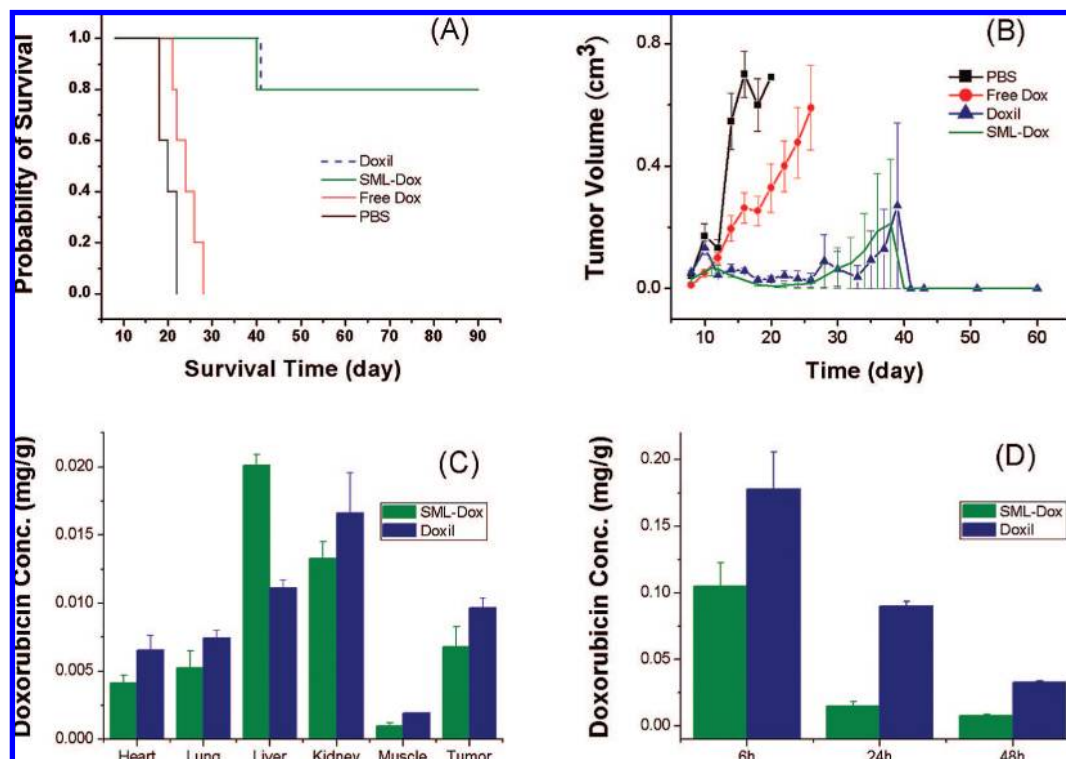 (A)
Probability of Survival
1.0
0.8
0.6
0.4
0.2
0.0
Doxil
SML-Dox
Free Dox
PBS
10 20 30 40 50 60 70 80 90
Survival Time (day)
(B)
Tumor Volume (cm³)
0.8
0.4
0.0
PBS
Free Dox
Doxil
SML-Dox
10 20 30 40 50 60
Time (day)
(C)
Doxorubicin Conc. (mg/g)
0.020
0.015
0.010
0.005
0.000
SML-Dox
Doxil
Heart Lung Liver Kidney Muscle Tumor
(D)
Doxorubicin Conc. (mg/g)
0.20
0.15
0.10
0.05
0.00
SML-Dox
Doxil
6h 24h 48h